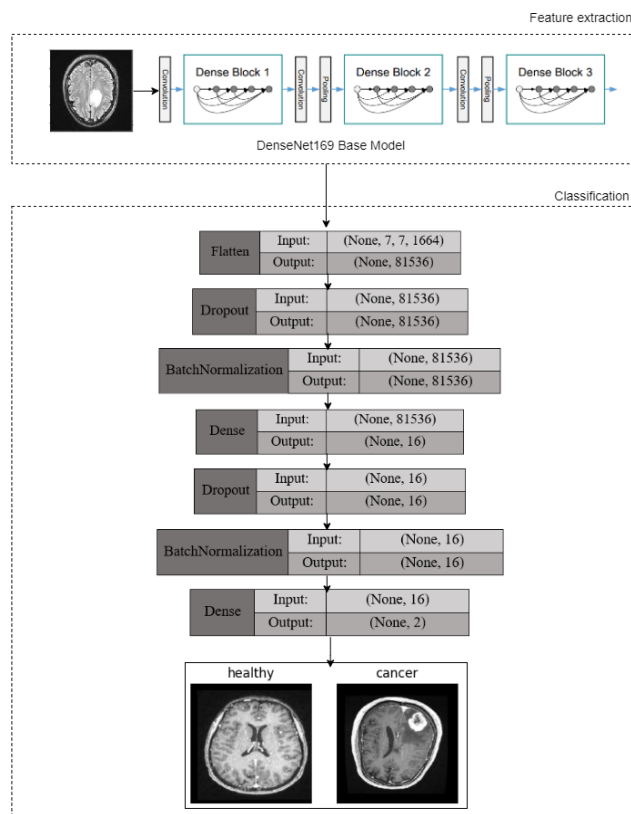 Feature extraction
Convolution
Dense Block 1
Convolution
Pooling
Dense Block 2
Convolution
Pooling
Dense Block 3
DenseNet169 Base Model
Classification
Flatten
Input: (None, 7, 7, 1664)
Output: (None, 81536)
Dropout
Input: (None, 81536)
Output: (None, 81536)
BatchNormalization
Input: (None, 81536)
Output: (None, 81536)
Dense
Input: (None, 81536)
Output: (None, 16)
Dropout
Input: (None, 16)
Output: (None, 16)
BatchNormalization
Input: (None, 16)
Output: (None, 16)
Dense
Input: (None, 16)
Output: (None, 2)
healthy
cancer